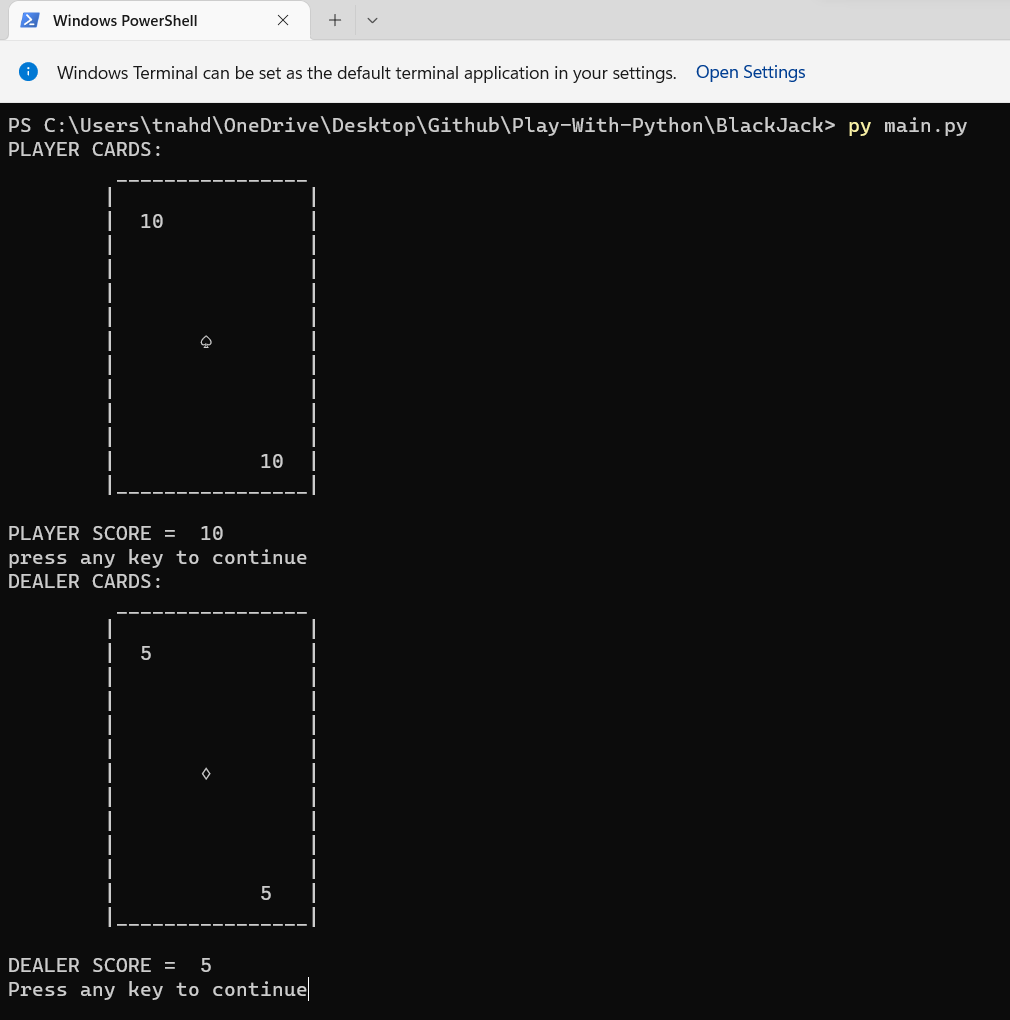 Windows PowerShell
Windows Terminal can be set as the default terminal application in your settings. Open Settings
PS C:\Users\tnahd\OneDrive\Desktop\Github\Play-With-Python\BlackJack> py main.py
PLAYER CARDS:
10
♤
10
PLAYER SCORE =  10
press any key to continue
DEALER CARDS:
5
♢
5
DEALER SCORE =  5
Press any key to continue